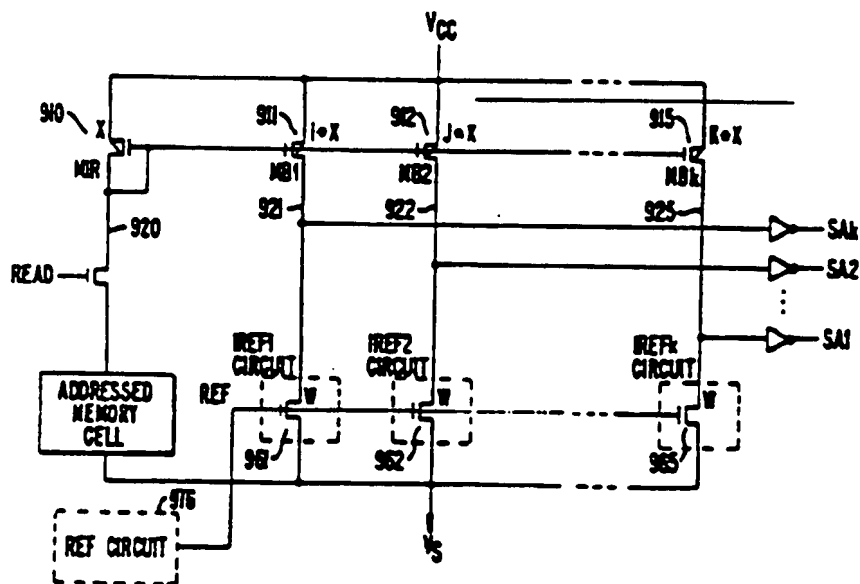 VCC
910
X
MIR
911
i•X
MB1
912
J•X
MB2
915
K•X
MBk
920
921
922
925
READ
SAk
SA2
SA1
ADDRESSED
MEMORY
CELL
REF
IREF1
CIRCUIT
W
961
IREF2
CIRCUIT
W
962
IREFk
CIRCUIT
W
965
976
REF CIRCUIT
VS